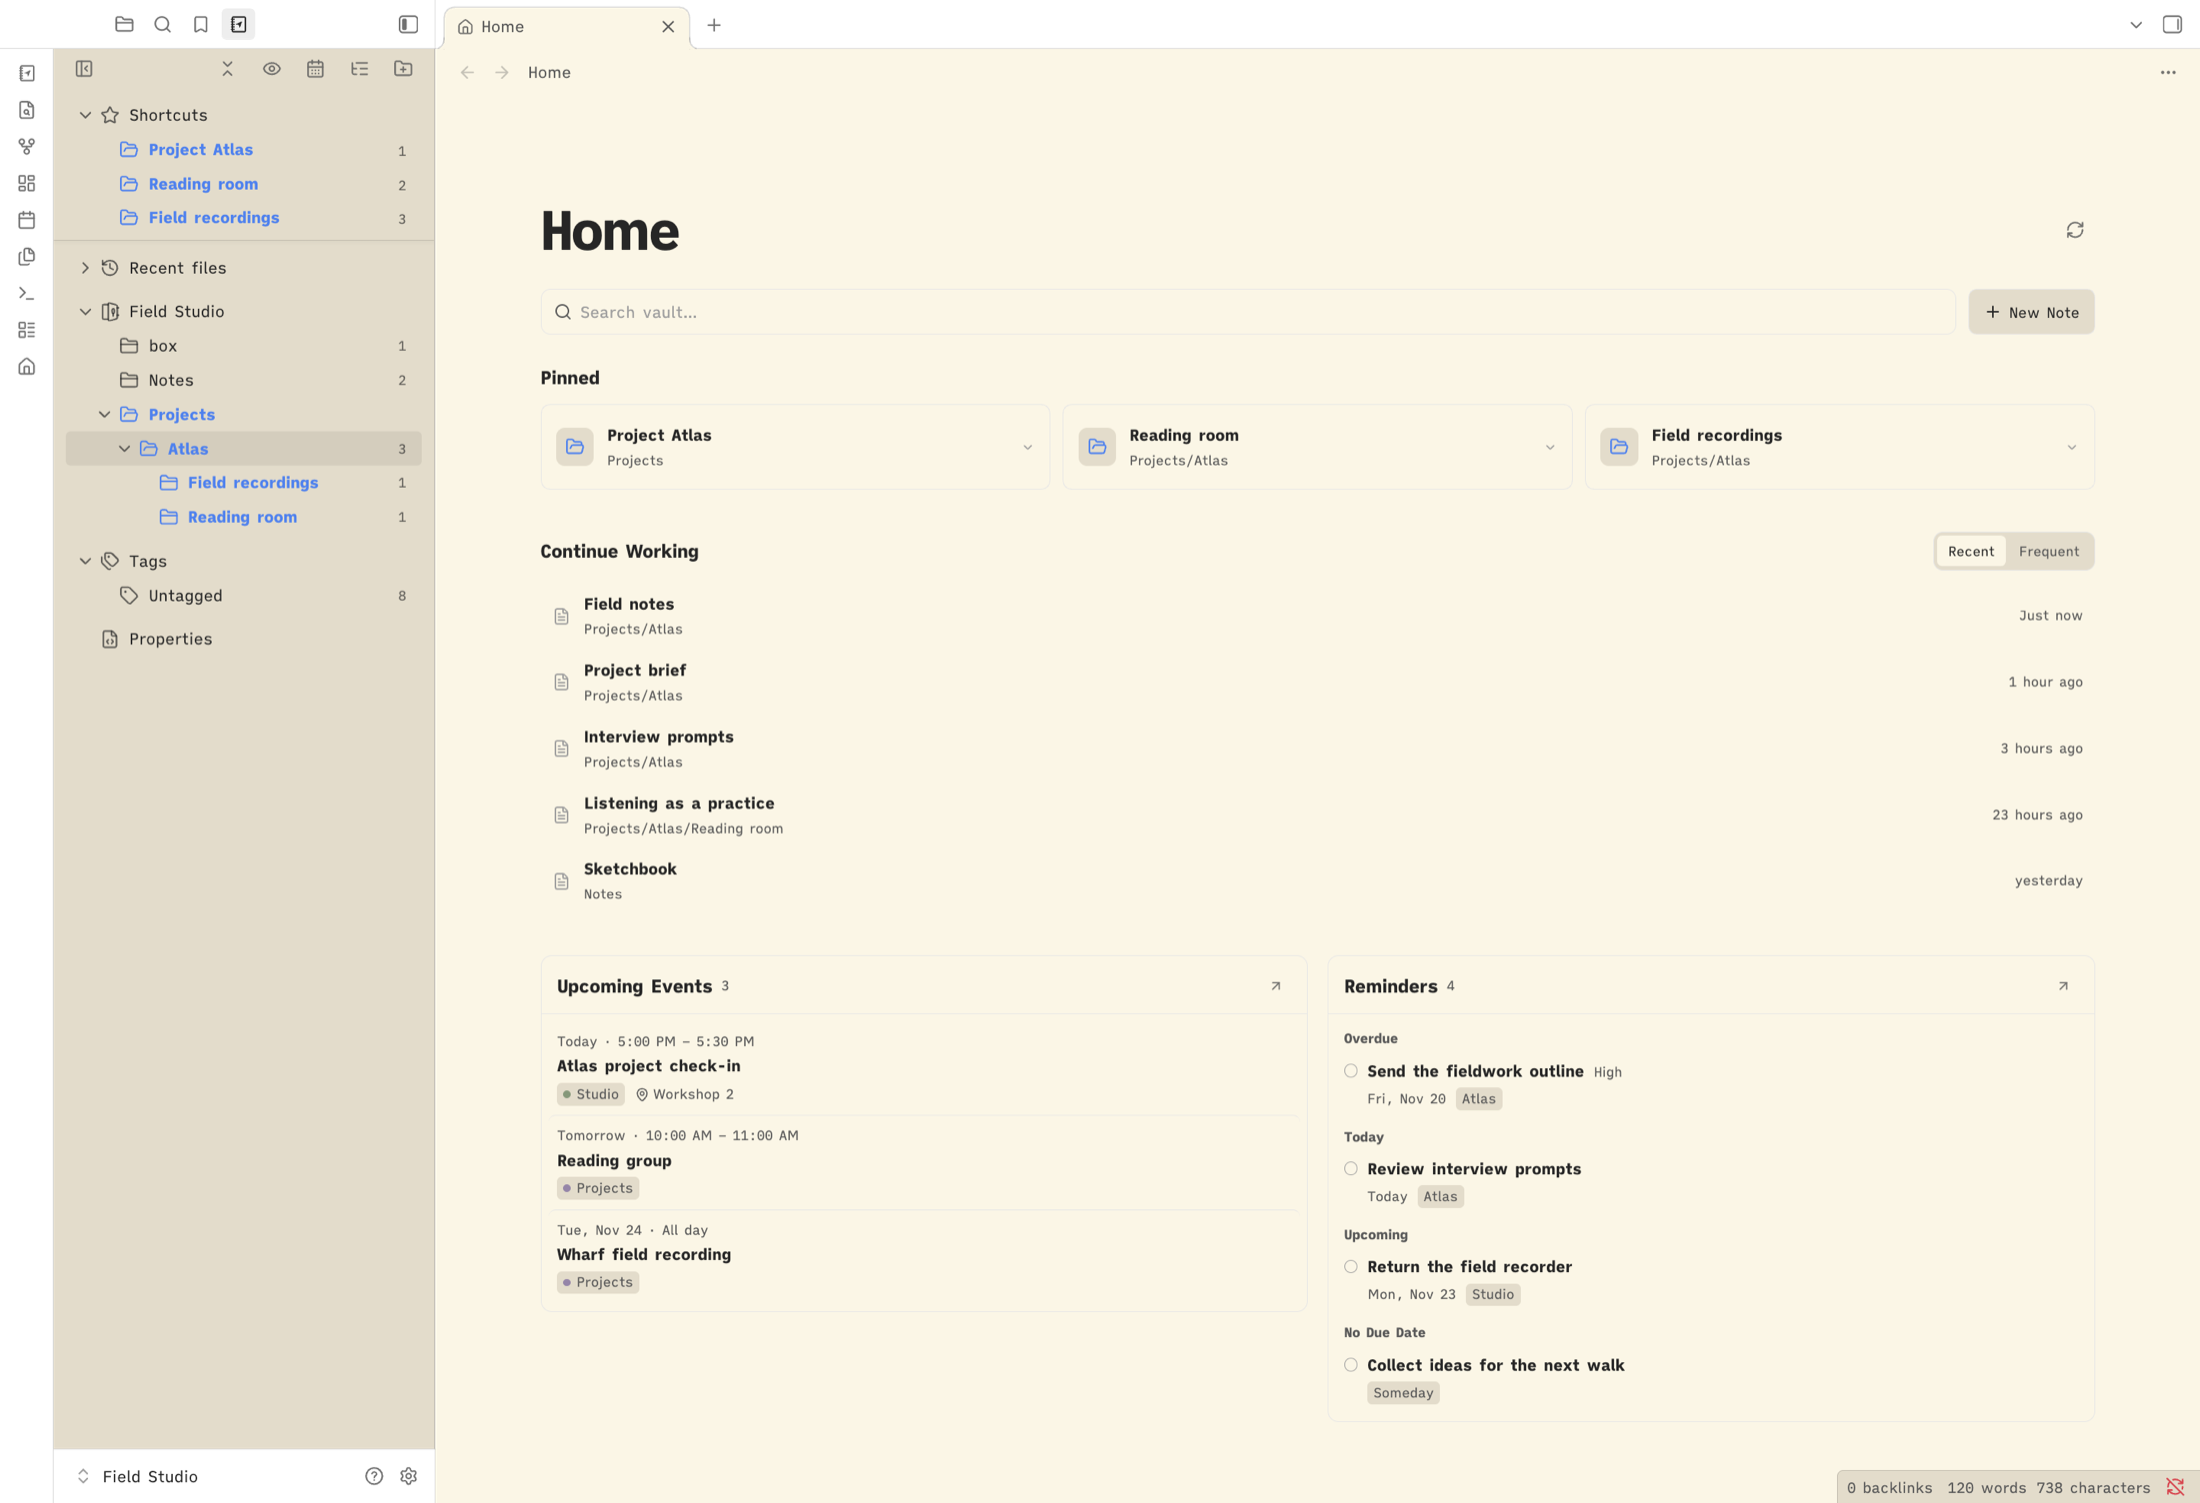 Home
Home
Shortcuts
Project Atlas 1
Reading room 2
Field recordings 3
Recent files
Field Studio
box 1
Notes 2
Projects
Atlas 3
Field recordings 1
Reading room 1
Tags
Untagged 8
Properties
Field Studio
Home
Search vault...
+ New Note
Pinned
Project Atlas
Projects
Reading room
Projects/Atlas
Field recordings
Projects/Atlas
Continue Working
Recent Frequent
Field notes
Projects/Atlas
Just now
Project brief
Projects/Atlas
1 hour ago
Interview prompts
Projects/Atlas
3 hours ago
Listening as a practice
Projects/Atlas/Reading room
23 hours ago
Sketchbook
Notes
yesterday
Upcoming Events 3
Today · 5:00 PM – 5:30 PM
Atlas project check-in
Studio Workshop 2
Tomorrow · 10:00 AM – 11:00 AM
Reading group
Projects
Tue, Nov 24 · All day
Wharf field recording
Projects
Reminders 4
Overdue
Send the fieldwork outline High
Fri, Nov 20 Atlas
Today
Review interview prompts
Today Atlas
Upcoming
Return the field recorder
Mon, Nov 23 Studio
No Due Date
Collect ideas for the next walk
Someday
0 backlinks 120 words 738 characters